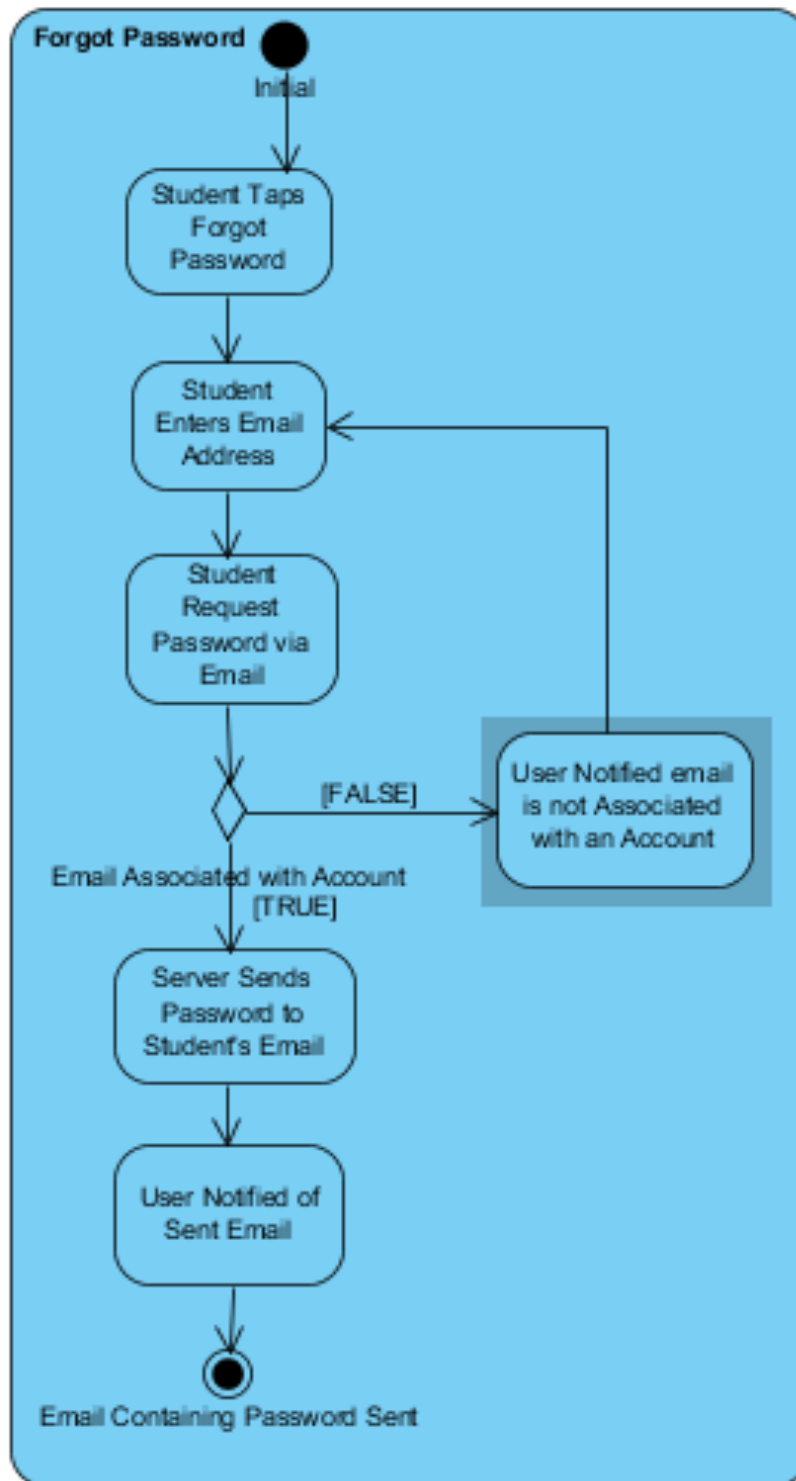 Forgot Password
Initial
Student Taps
Forgot
Password
Student
Enters Email
Address
Student
Request
Password via
Email
[FALSE]
User Notified email
is not Associated
with an Account
Email Associated with Account
[TRUE]
Server Sends
Password to
Student's Email
User Notified of
Sent Email
Email Containing Password Sent